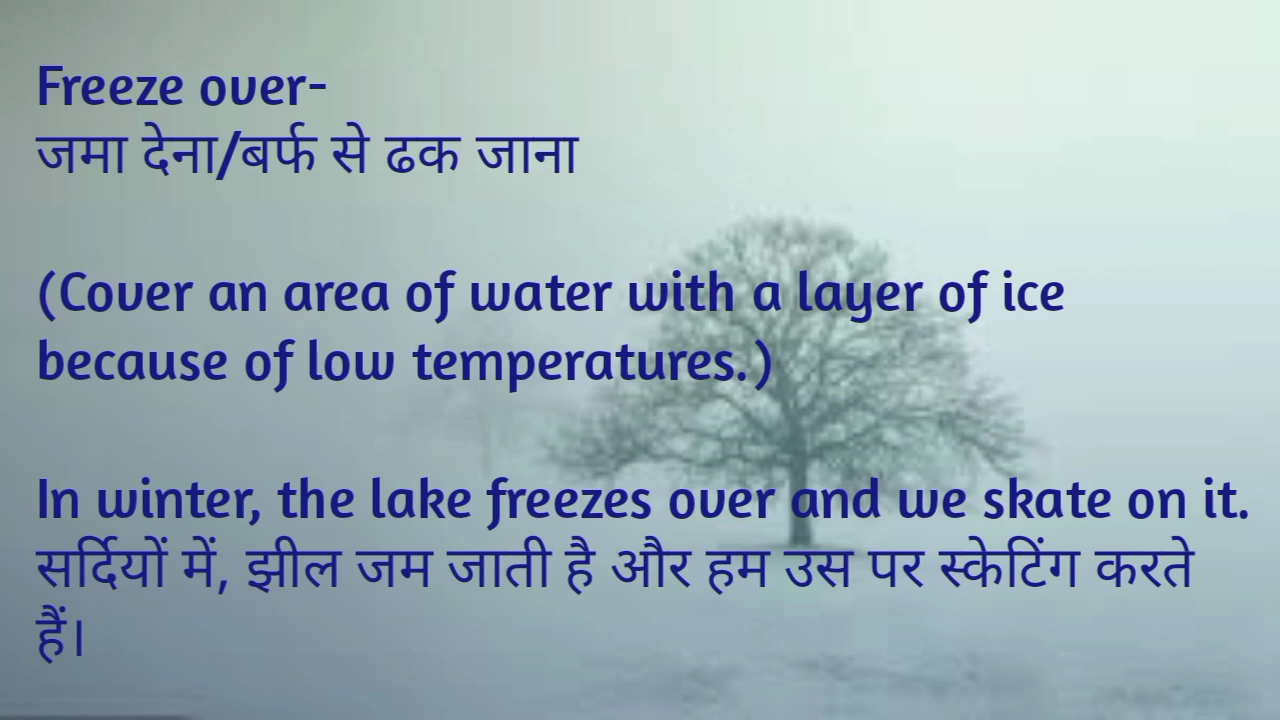 Freeze over-
जमा देना/बर्फ से ढक जाना
(Cover an area of water with a layer of ice
because of low temperatures.)
In winter, the lake freezes over and we skate on it.
सर्दियों में, झील जम जाती है और हम उस पर स्केटिंग करते
हैं।